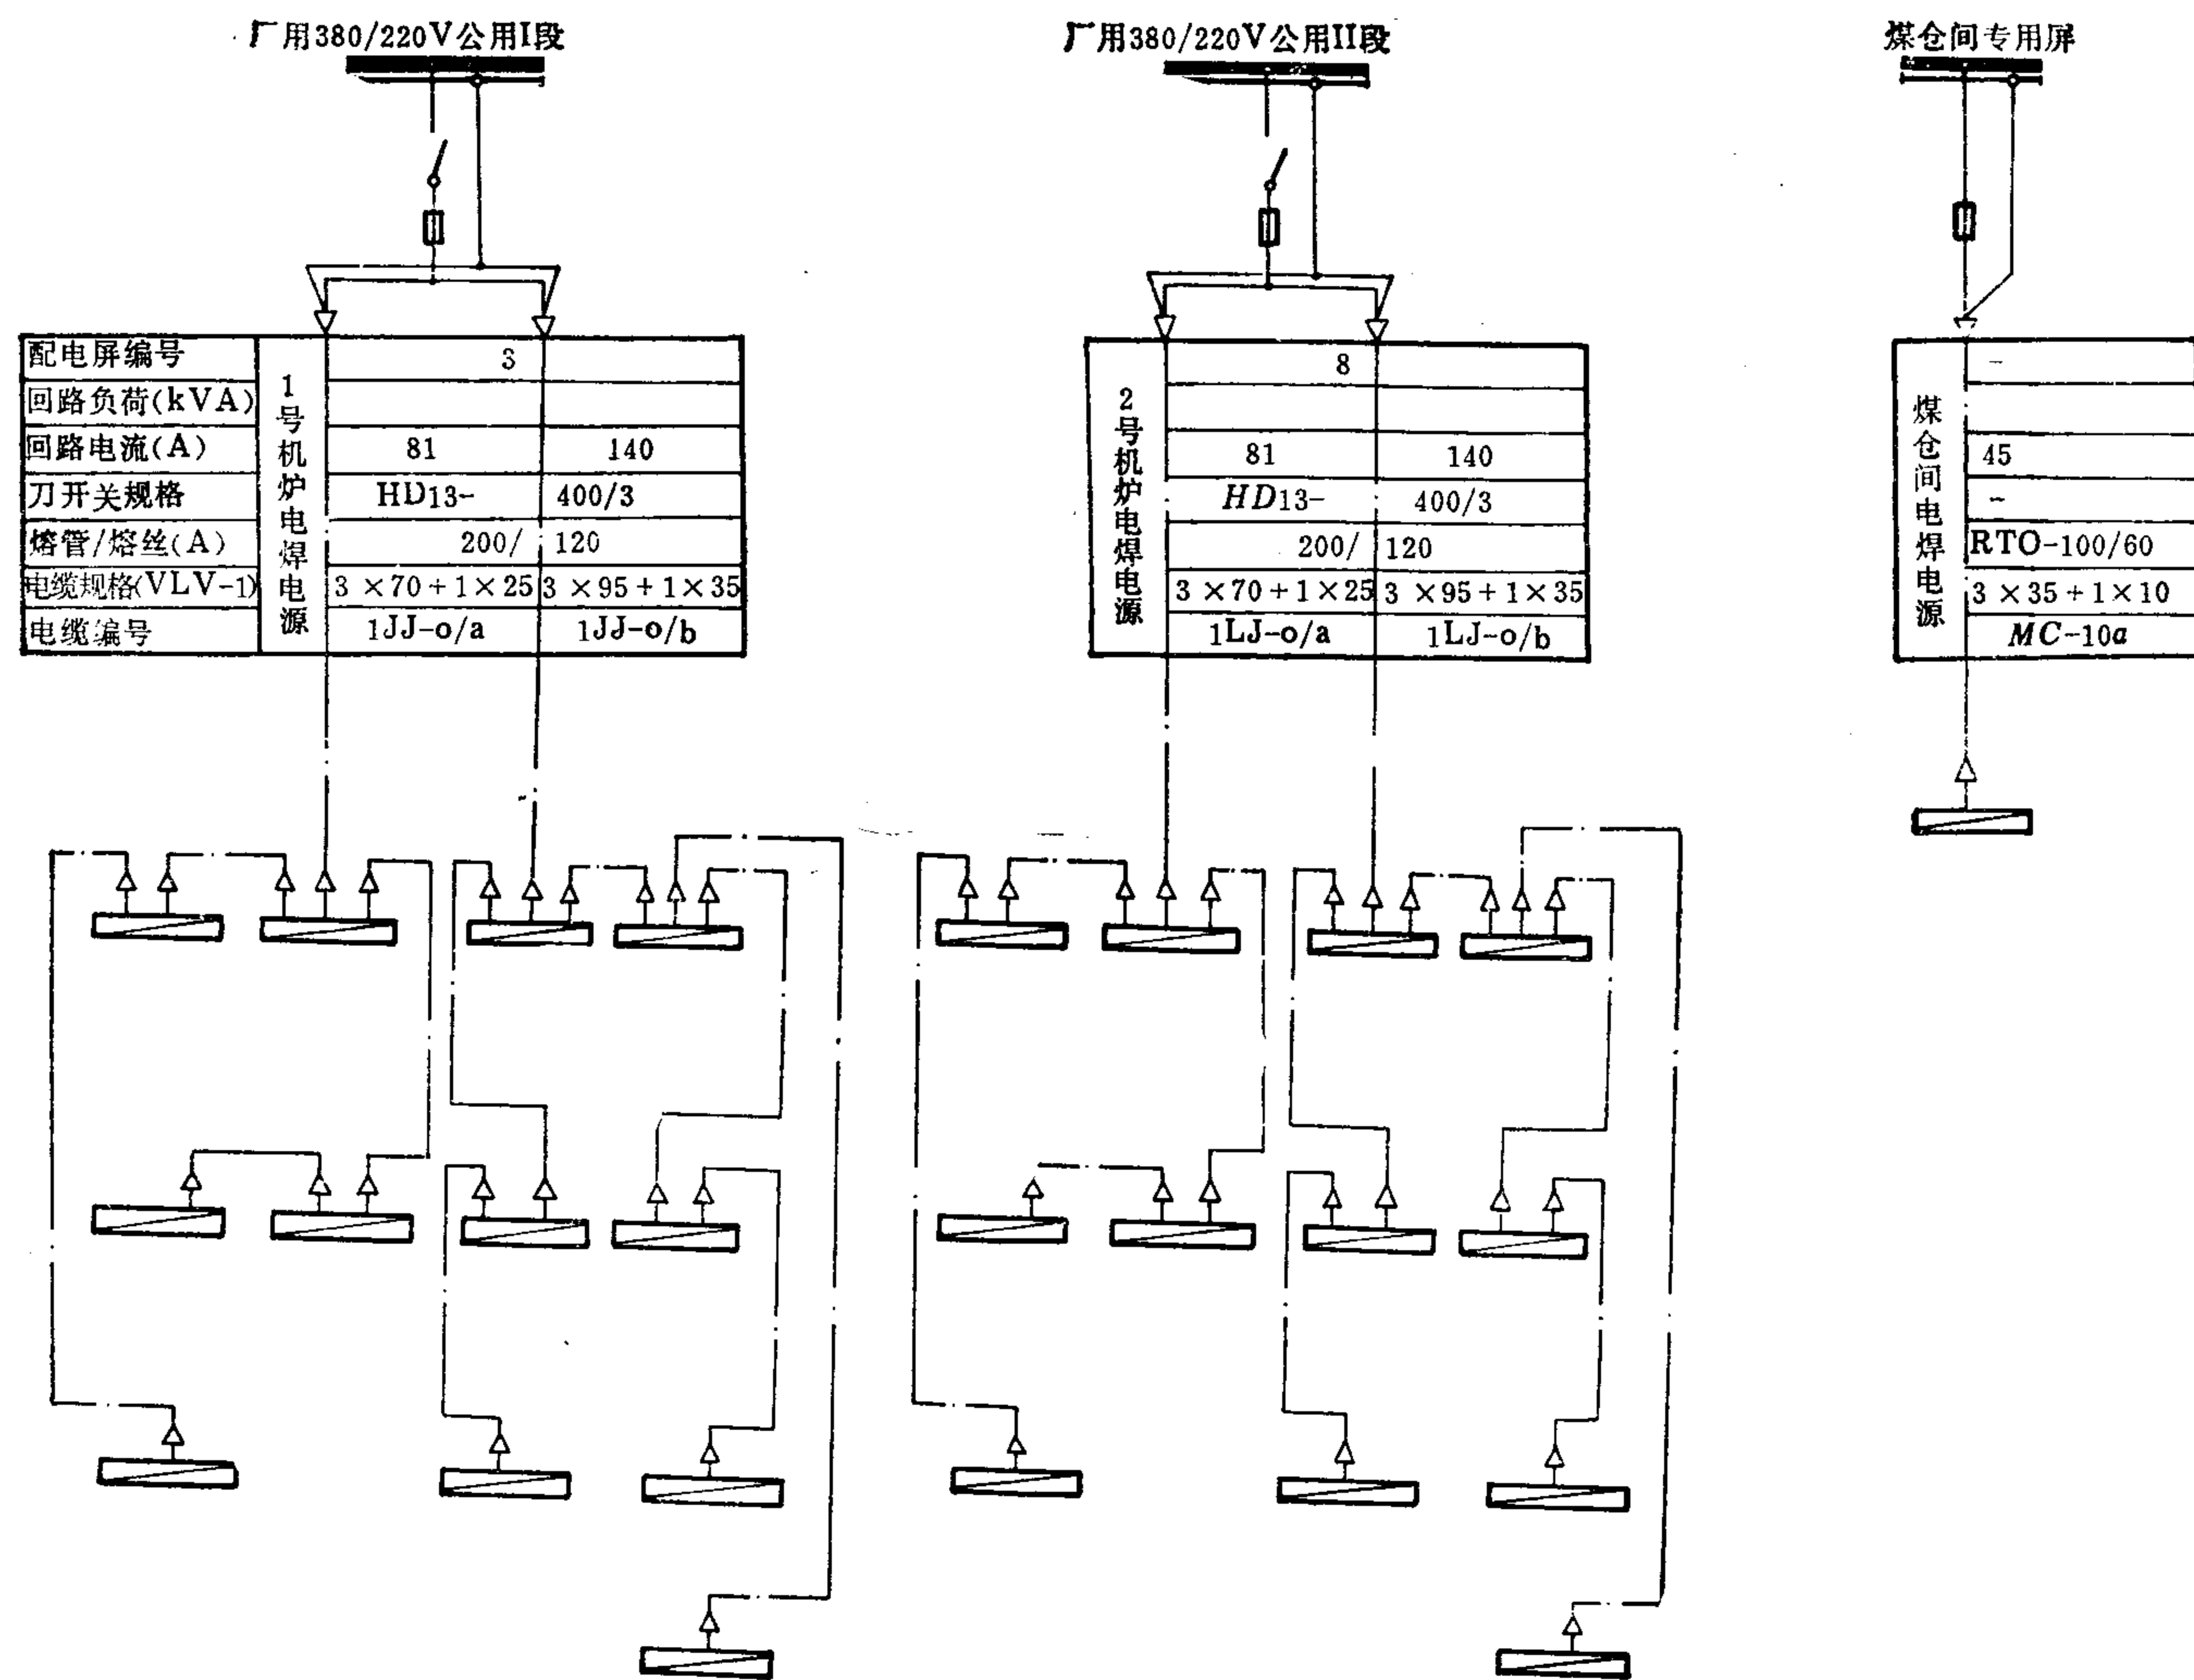 厂用380/220V公用I段
厂用380/220V公用II段
煤仓间专用屏
配电屏编号
回路负荷(kVA)
回路电流(A)
刀开关规格
熔管/熔丝(A)
电缆规格(VLV-1)
电缆编号
1号机炉电焊电源
3
81 140
HD13- 400/3
200/ 120
3×70+1×25 3×95+1×35
1JJ-o/a 1JJ-o/b
2号机炉电焊电源
8
81 140
HD13- 400/3
200/ 120
3×70+1×25 3×95+1×35
1LJ-o/a 1LJ-o/b
煤仓间电焊电源
-
45
-
RTO-100/60
3×35+1×10
MC-10a